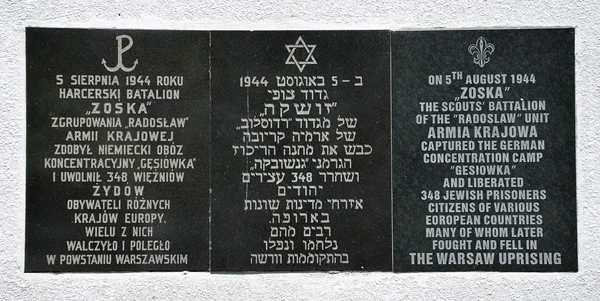 5 SIERPNIA 1944 ROKU
HARCERSKI BATALION
„ZOSKA”
ZGRUPOWANIA „RADOSŁAW”
ARMII KRAJOWEJ
ZDOBYŁ NIEMIECKI OBÓZ
KONCENTRACYJNY „GĘSIOWKA”
I UWOLNIŁ 348 WIĘŹNIÓW
ŻYDÓW
OBYWATELI RÓŻNYCH
KRAJÓW EUROPY.
WIELU Z NICH
WALCZYŁO I POLEGŁO
W POWSTANIU WARSZAWSKIM
ב - 5 באוגוסט 1944
גדוד צופי
"זושקה"
של מגדוד "רדוסלוב"
של ארמיה קריובה
כבש את מחנה הריכוז
הגרמני "גנשובקה"
ושחרר 348 עצירים
יהודים
אזרחי מדינות שונות
באירופה.
רבים מהם
נלחמו ונפלו
בהתקוממות וורשה
ON 5TH AUGUST 1944
„ZOSKA”
THE SCOUTS' BATTALION
OF THE "RADOSLAW" UNIT
ARMIA KRAJOWA
CAPTURED THE GERMAN
CONCENTRATION CAMP
"GESIOWKA"
AND LIBERATED
348 JEWISH PRISONERS
CITIZENS OF VARIOUS
EOROPEAN COUNTRIES
MANY OF WHOM LATER
FOUGHT AND FELL IN
THE WARSAW UPRISING